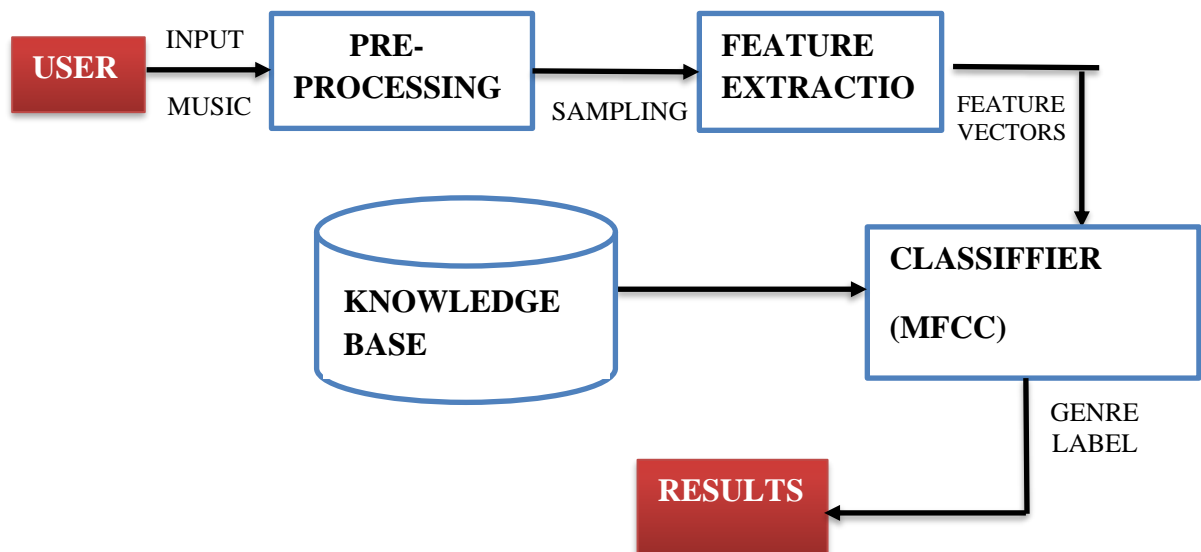 USER
INPUT
MUSIC
PRE-
PROCESSING
SAMPLING
FEATURE
EXTRACTIO
FEATURE
VECTORS
KNOWLEDGE
BASE
CLASSIFFIER
(MFCC)
GENRE
LABEL
RESULTS